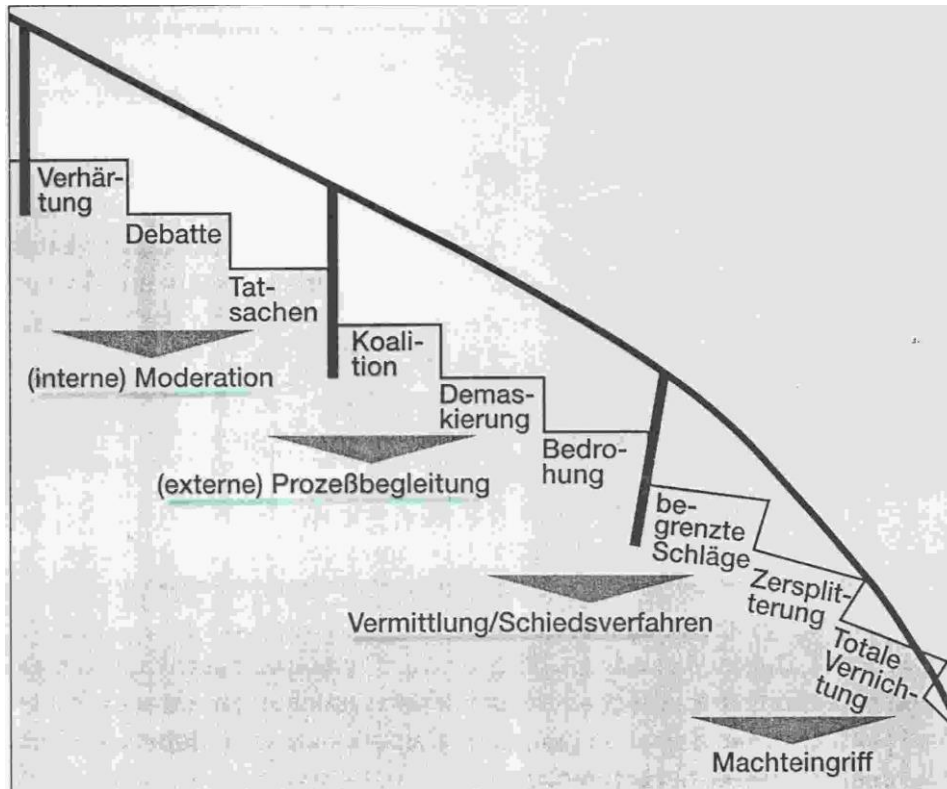 Verhär-
tung
Debatte
Tat-
sachen
(interne) Moderation
Koali-
tion
Demas-
kierung
(externe) Prozeßbegleitung
Bedro-
hung
be-
grenzte
Schläge
Vermittlung/Schiedsverfahren
Zersplit-
terung
Totale
Vernich-
tung
Machteingriff